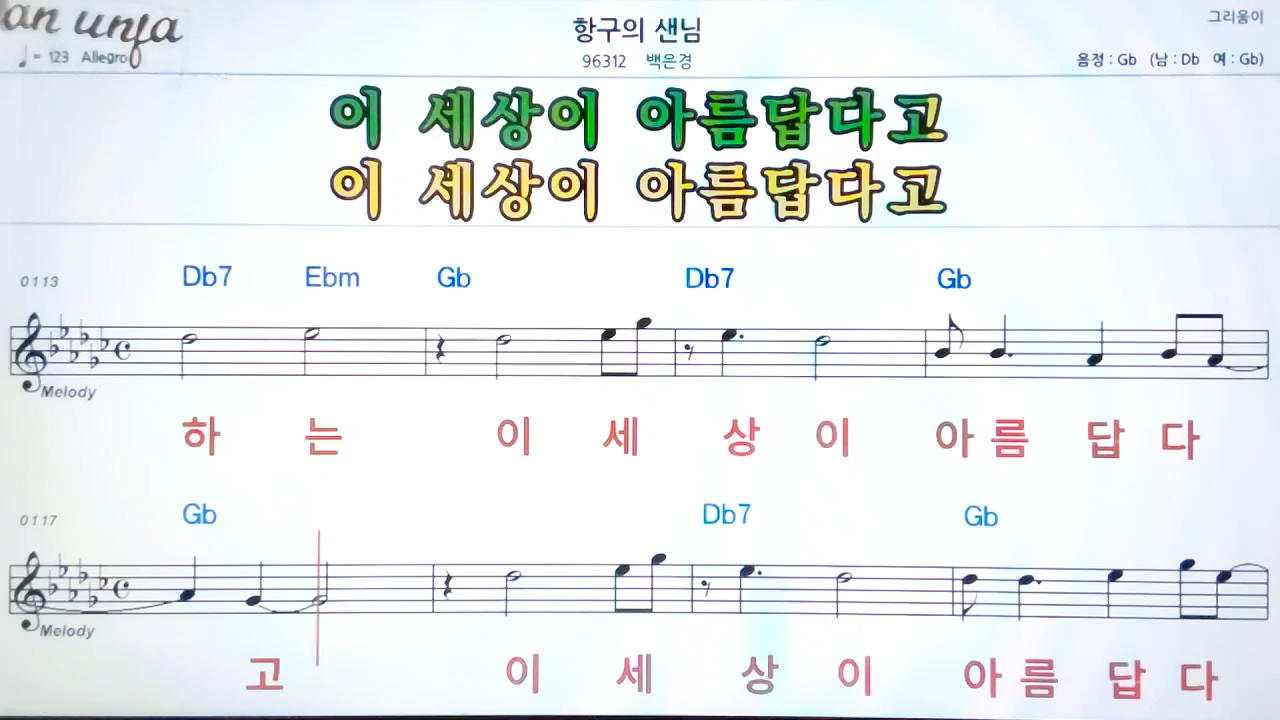 an unja
♩= 123 Allegro
항구의 샌님
96312 백은경
그리움이
음정 : Gb (남 : Db 여 : Gb)
이 세상이 아름답다고
이 세상이 아름답다고
0113 Db7 Ebm Gb Db7 Gb
Melody
하 는 이 세 상 이 아 름 답 다
0117 Gb Db7 Gb
Melody
고 이 세 상 이 아 름 답 다